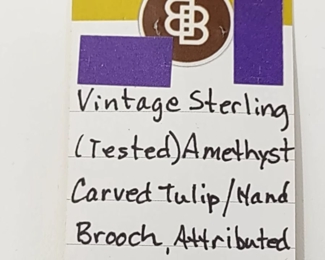 Vintage Sterling
(Tested) Amethyst
Carved Tulip/Hand
Brooch, Attributed